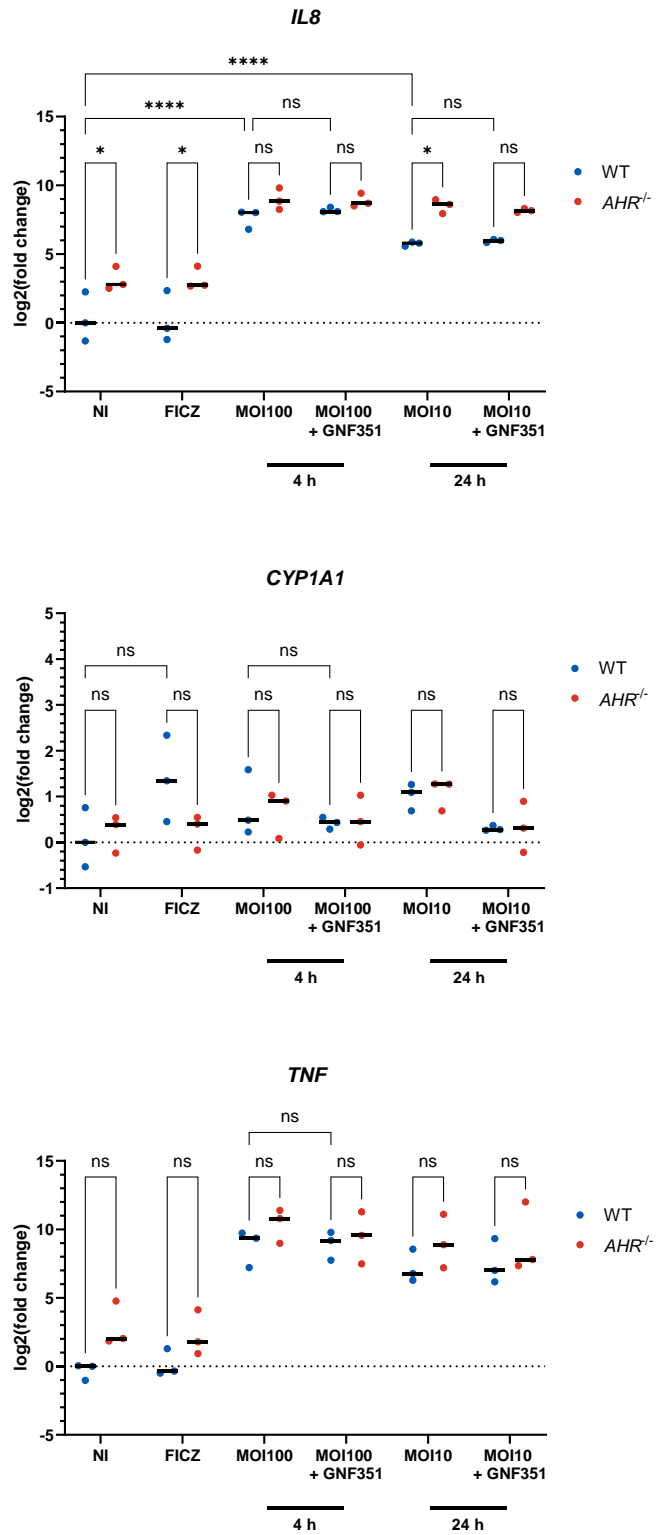 IL8
****
****
ns
ns
*
*
ns
ns
*
ns
15
10
5
0
-5
log2(fold change)
WT
AHR-/-
NI
FICZ
MOI100
MOI100
+ GNF351
MOI10
MOI10
+ GNF351
4 h
24 h
CYP1A1
5
4
3
2
1
0
-1
log2(fold change)
ns
ns
ns
ns
ns
ns
ns
ns
WT
AHR-/-
NI
FICZ
MOI100
MOI100
+ GNF351
MOI10
MOI10
+ GNF351
4 h
24 h
TNF
ns
ns
ns
ns
ns
ns
ns
15
10
5
0
-5
log2(fold change)
WT
AHR-/-
NI
FICZ
MOI100
MOI100
+ GNF351
MOI10
MOI10
+ GNF351
4 h
24 h